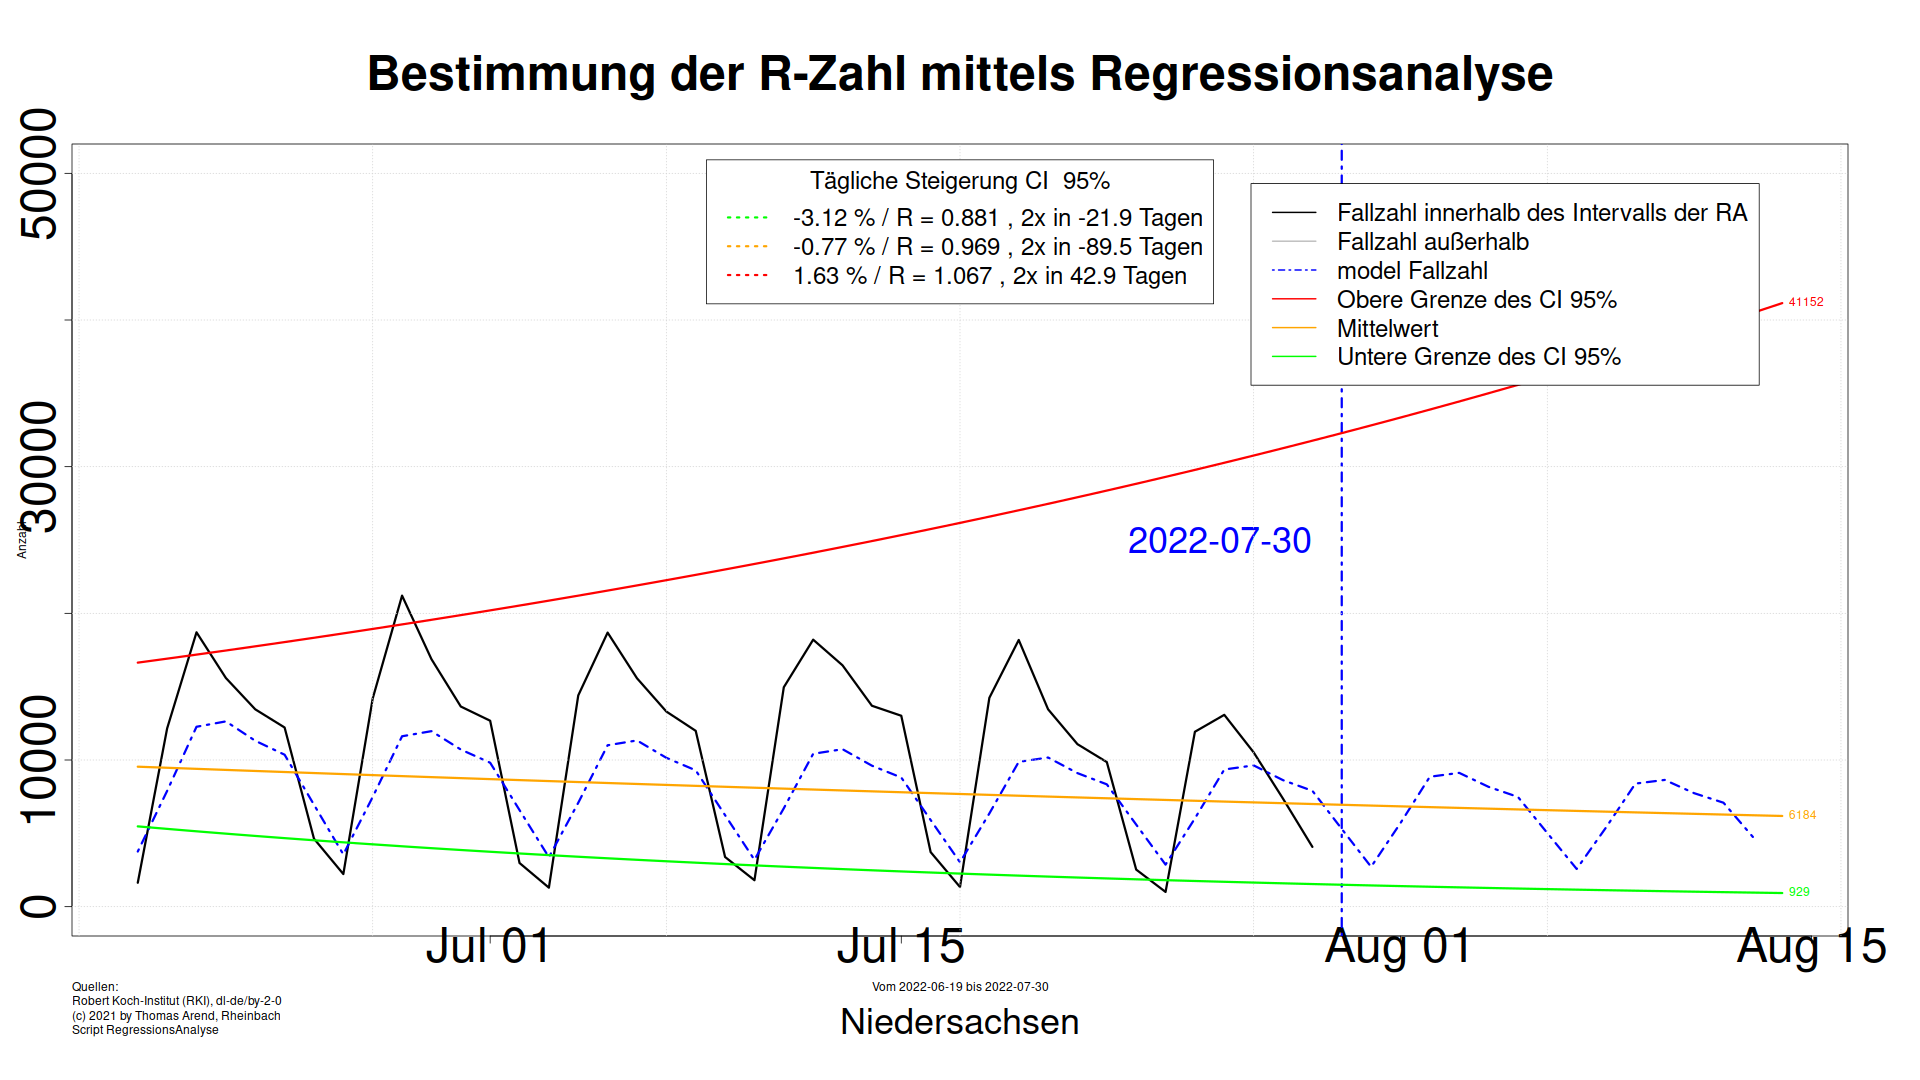 Bestimmung der R-Zahl mittels Regressionsanalyse
Tägliche Steigerung CI  95%
-3.12 % / R = 0.881 , 2x in -21.9 Tagen
-0.77 % / R = 0.969 , 2x in -89.5 Tagen
1.63 % / R = 1.067 , 2x in 42.9 Tagen
Fallzahl innerhalb des Intervalls der RA
Fallzahl außerhalb
model Fallzahl
Obere Grenze des CI 95%
Mittelwert
Untere Grenze des CI 95%
50000
30000
10000
0
Anzahl
41152
2022-07-30
6184
929
Jul 01
Jul 15
Aug 01
Aug 15
Quellen:
Robert Koch-Institut (RKI), dl-de/by-2-0
(c) 2021 by Thomas Arend, Rheinbach
Script RegressionsAnalyse
Vom 2022-06-19 bis 2022-07-30
Niedersachsen